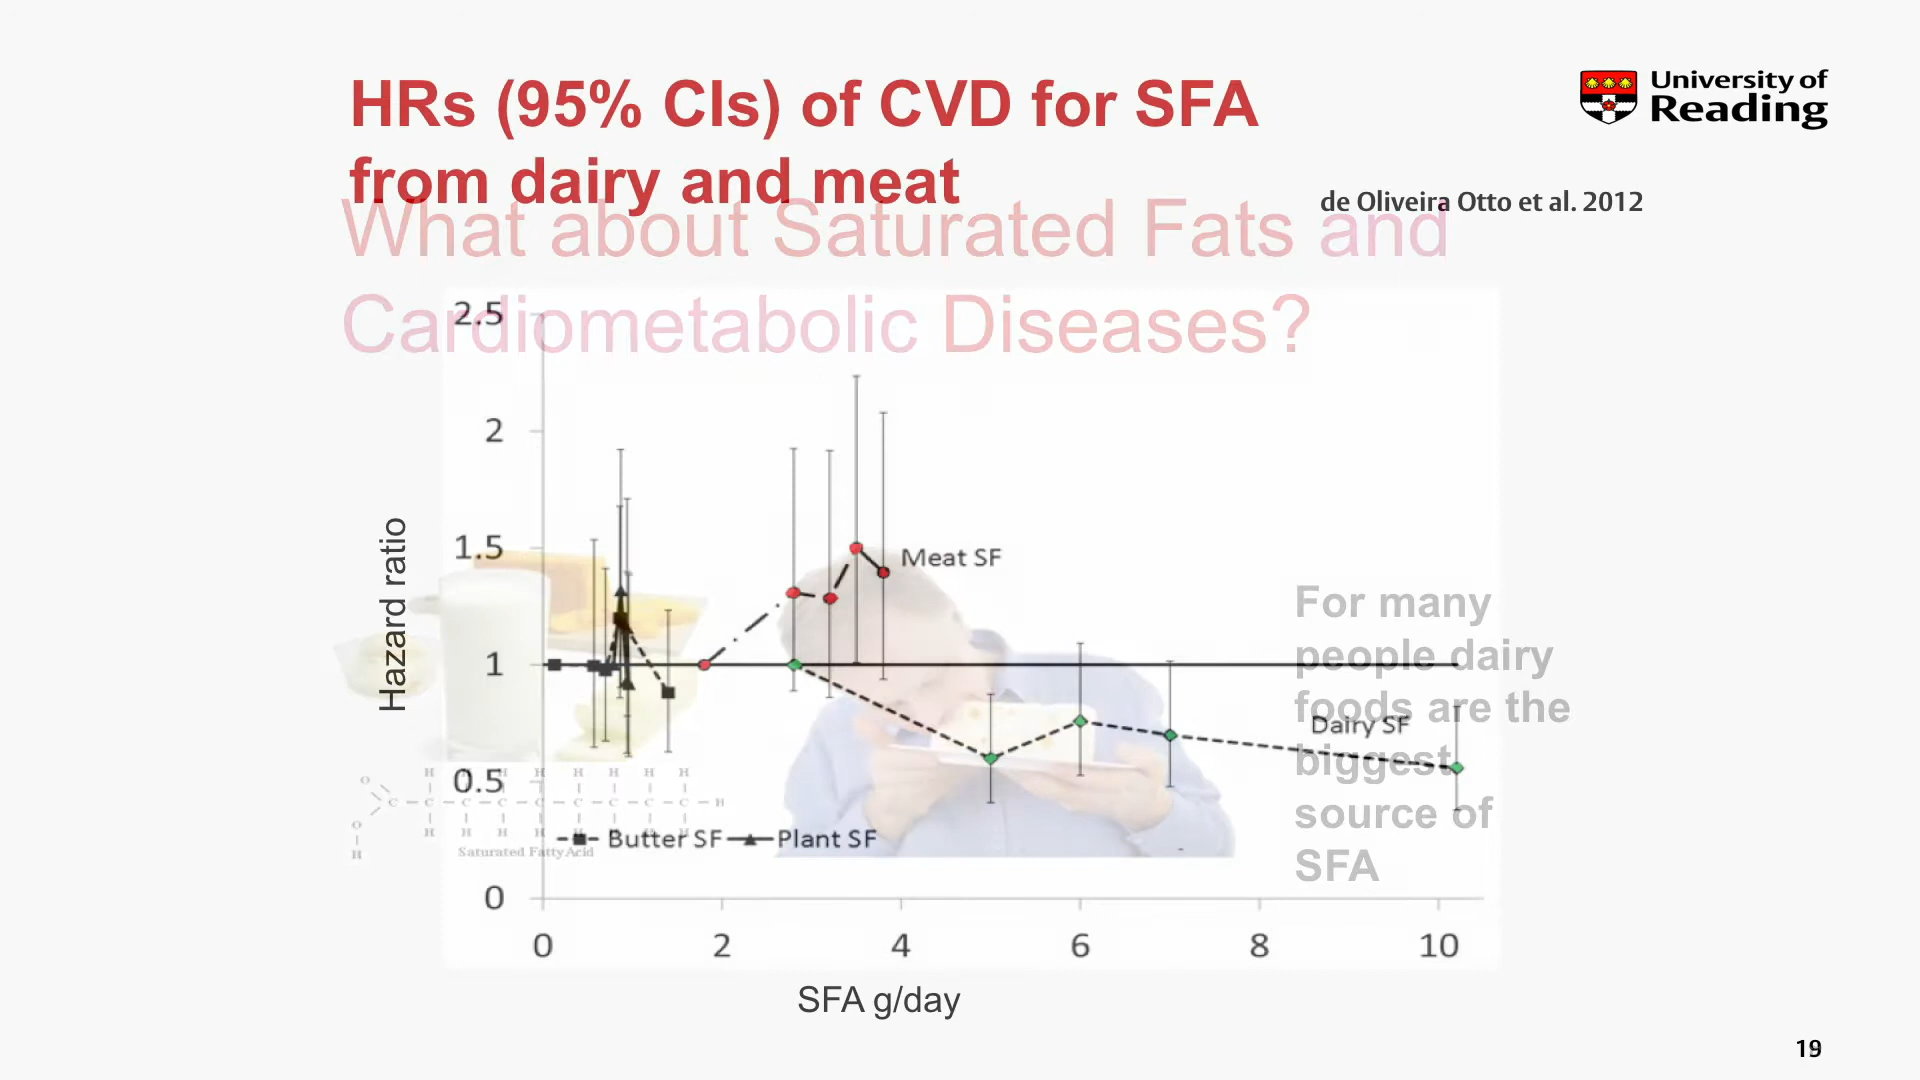 HRs (95% CIs) of CVD for SFA
from dairy and meat
University of
Reading
de Oliveira Otto et al. 2012
What about Saturated Fats and
Cardiometabolic Diseases?
2.5
2
1.5
1
0.5
0
Hazard ratio
Meat SF
Dairy SF
For many
people dairy
foods are the
biggest
source of
SFA
H H H H H H H H
O
C C C C C C C C C H
O
H H H H H H H H
H
Saturated Fatty Acid
Butter SF Plant SF
0 2 4 6 8 10
SFA g/day
19